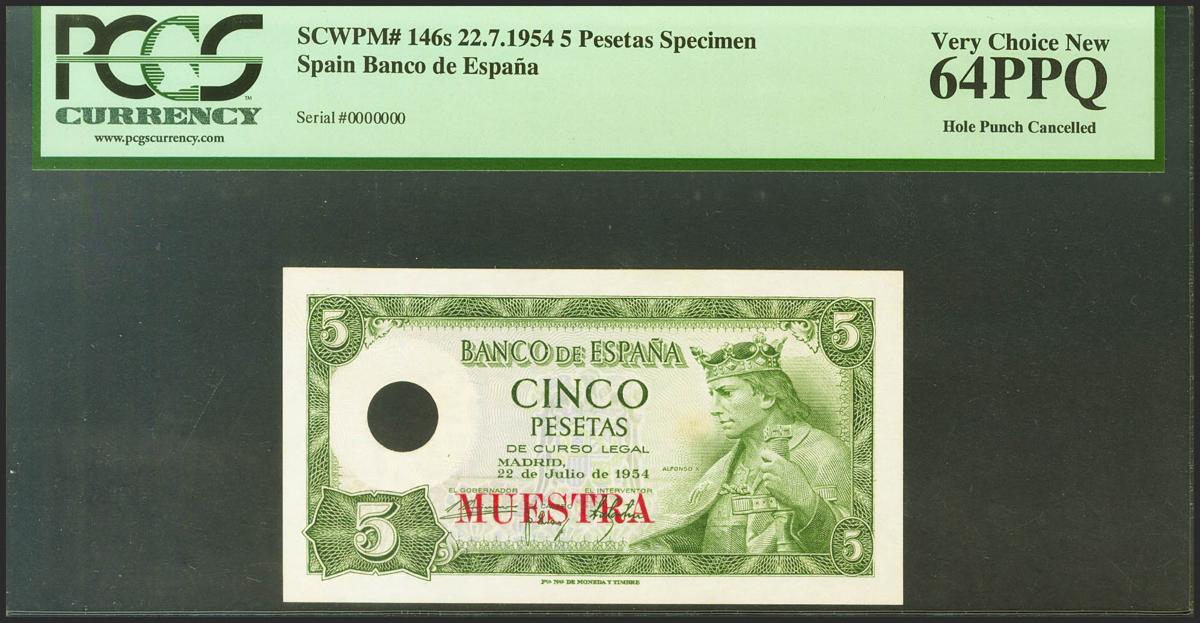 PCGS
CURRENCY
www.pcgscurrency.com
SCWPM# 146s 22.7.1954 5 Pesetas Specimen
Spain Banco de España
Serial #0000000
Very Choice New
64PPQ
Hole Punch Cancelled
5 5
BANCO DE ESPAÑA
CINCO
PESETAS
DE CURSO LEGAL
MADRID,
22 de Julio de 1954
ALFONSO X
EL GOBERNADOR EL INTERVENTOR
MUESTRA
5 5
Fca. Nal. DE MONEDA Y TIMBRE